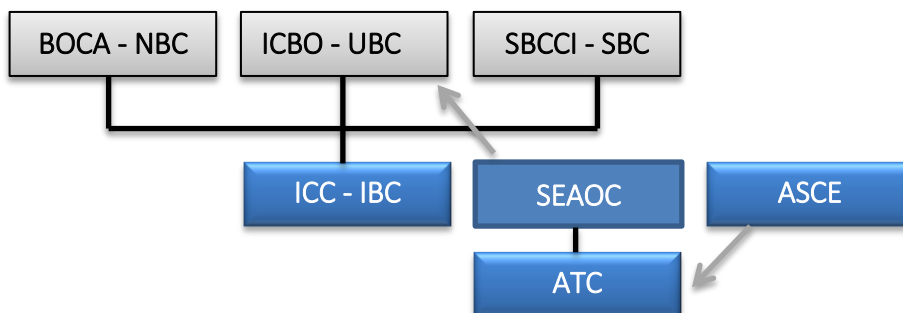 BOCA - NBC
ICBO - UBC
SBCCI - SBC
ICC - IBC
SEAOC
ASCE
ATC